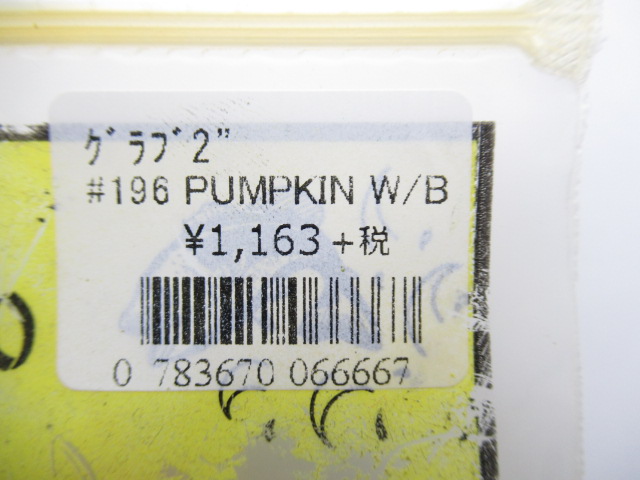 ｸﾞﾗﾌﾞ2"
#196 PUMPKIN W/B
¥1,163+税
0 783670 066667